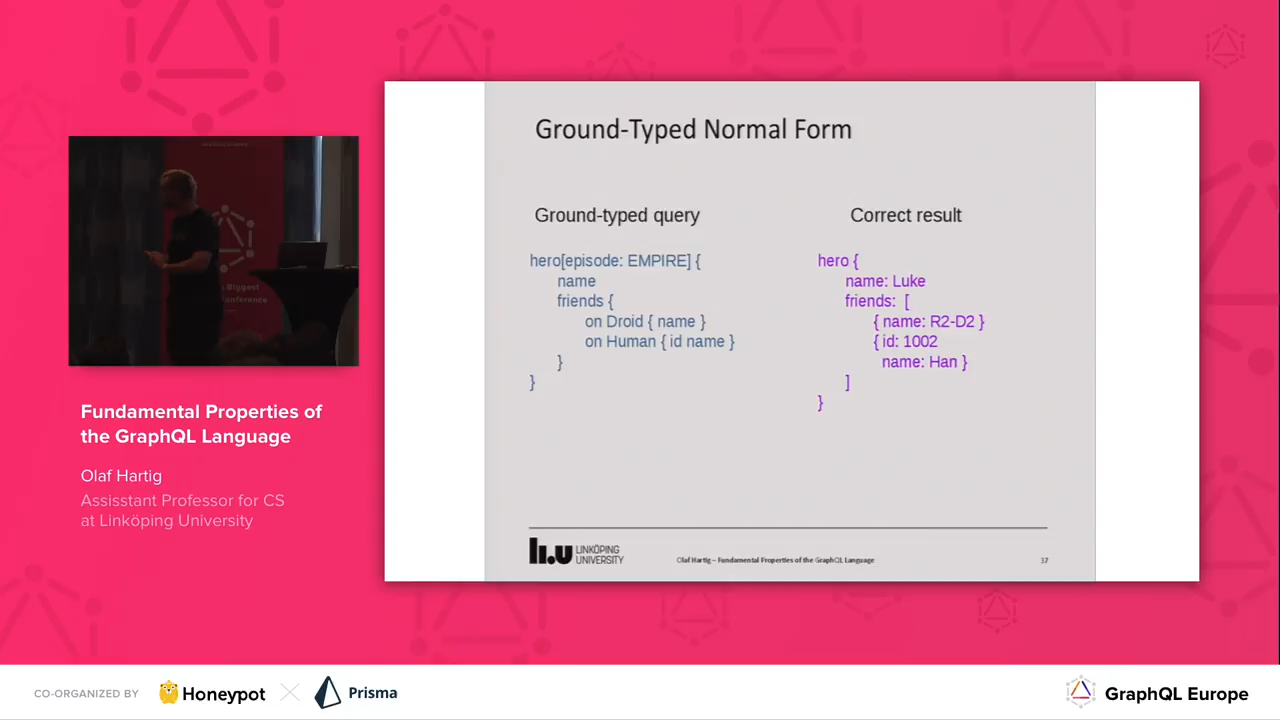 Ground-Typed Normal Form
Ground-typed query
hero[episode: EMPIRE] {
name
friends {
on Droid { name }
on Human { id name }
}
}
Correct result
hero {
name: Luke
friends: [
{ name: R2-D2 }
{ id: 1002
name: Han }
]
}
LINKÖPING
UNIVERSITY
Olaf Hartig – Fundamental Properties of the GraphQL Language
37
Biggest
onference
Fundamental Properties of
the GraphQL Language
Olaf Hartig
Assisstant Professor for CS
at Linköping University
CO-ORGANIZED BY
Honeypot
Prisma
GraphQL Europe